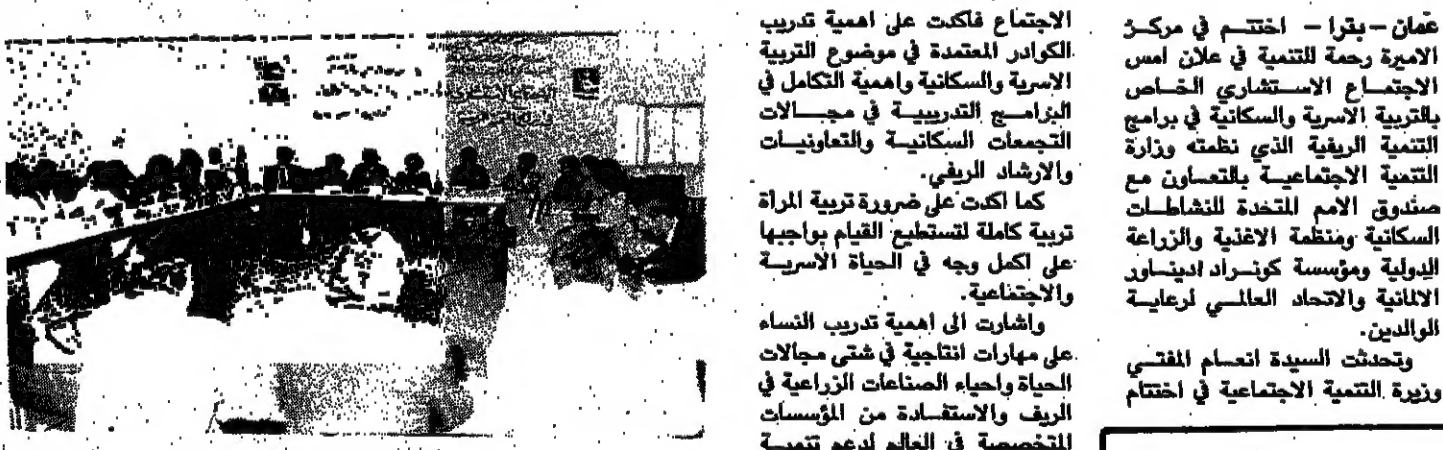 عمان – بترا – اختتم في مركز
الاميرة رحمة للتنمية في علان امس
الاجتماع الاستشاري الخاص
بالتربية الاسرية والسكانية في برامج
التنمية الريفية الذي نظمته وزارة
التنمية الاجتماعية بالتعاون مع
صندوق الامم المتحدة للنشاطات
السكانية ومنظمة الاغذية والزراعة
الدولية ومؤسسة كونراد اديناور
الالمانية والاتحاد العالمي لرعاية
الوالدين.
وتحدثت السيدة انعام المفتي
وزيرة التنمية الاجتماعية في اختتام
الاجتماع فاكدت على اهمية تدريب
الكوادر المعتمدة في موضوع التربية
الاسرية والسكانية واهمية التكامل في
البرامج التدريبية في مجالات
التجمعات السكانية والتعاونيات
والارشاد الريفي.
كما اكدت على ضرورة تربية المراة
تربية كاملة لتستطيع القيام بواجبها
على اكمل وجه في الحياة الاسرية
والاجتماعية.
واشارت الى اهمية تدريب النساء
على مهارات انتاجية في شتى مجالات
الحياة واحياء الصناعات الزراعية في
الريف والاستفادة من المؤسسات
المتخصصة في العالم لدعم تنمية